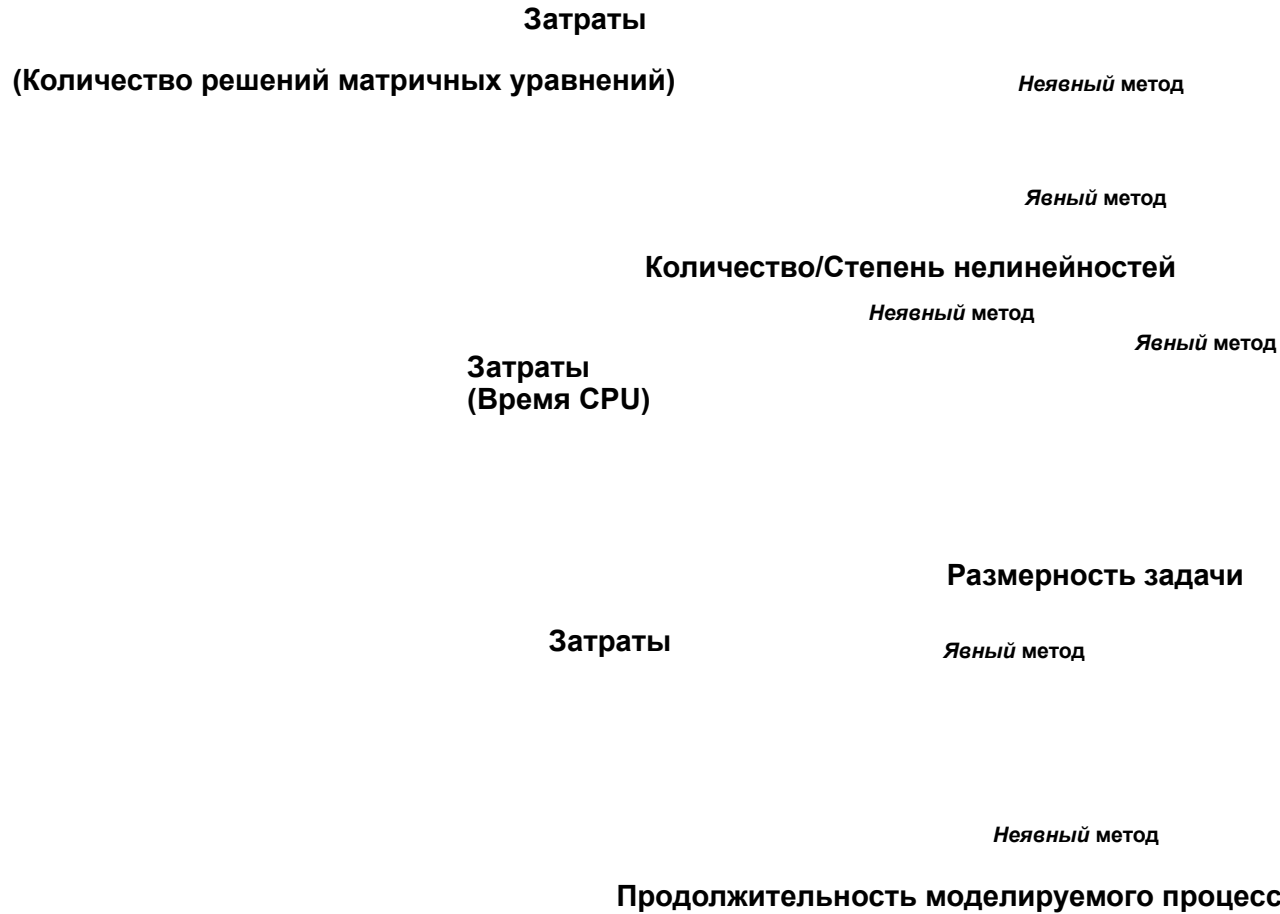 Затраты
(Количество решений матричных уравнений)
Неявный метод
Явный метод
Количество/Степень нелинейностей
Неявный метод
Явный метод
Затраты
(Время CPU)
Размерность задачи
Затраты
Явный метод
Неявный метод
Продолжительность моделируемого процесс